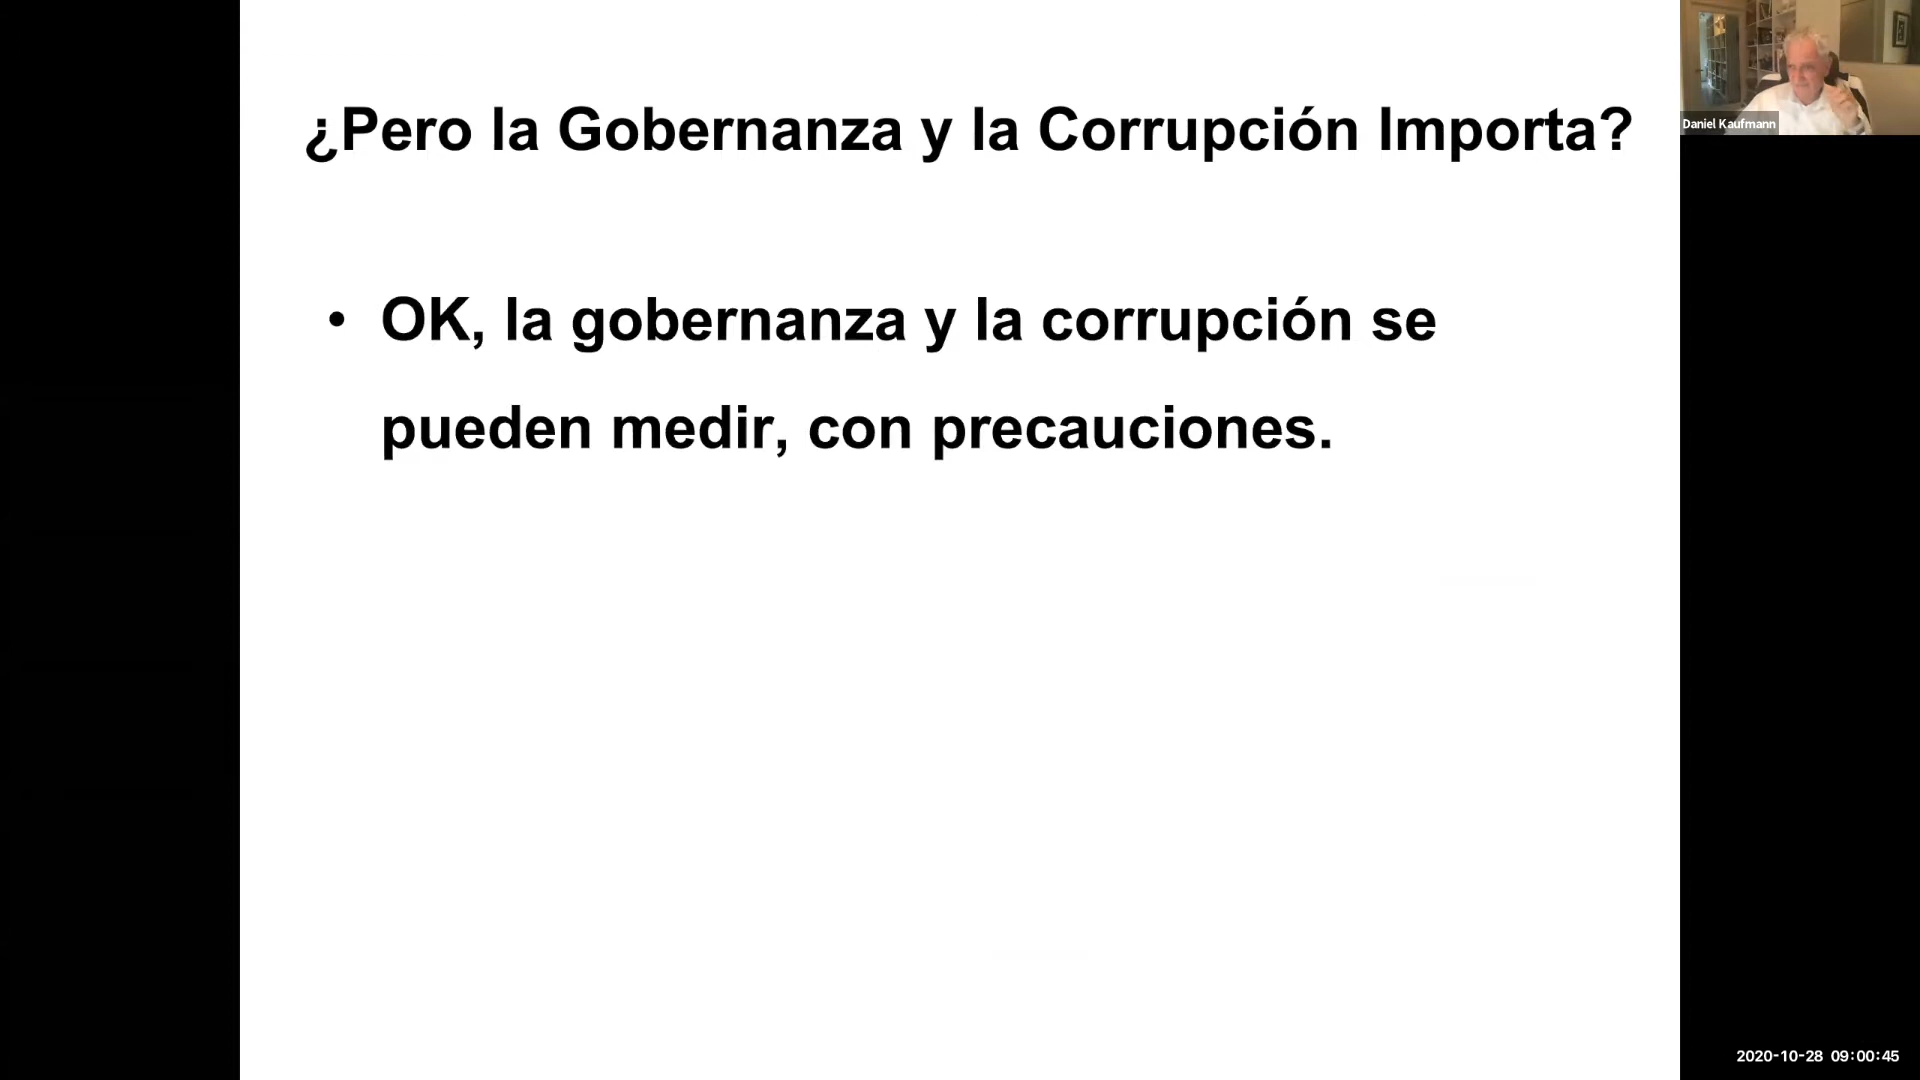 ¿Pero la Gobernanza y la Corrupción Importa?
• OK, la gobernanza y la corrupción se
pueden medir, con precauciones.
Daniel Kaufmann
2020-10-28 09:00:45